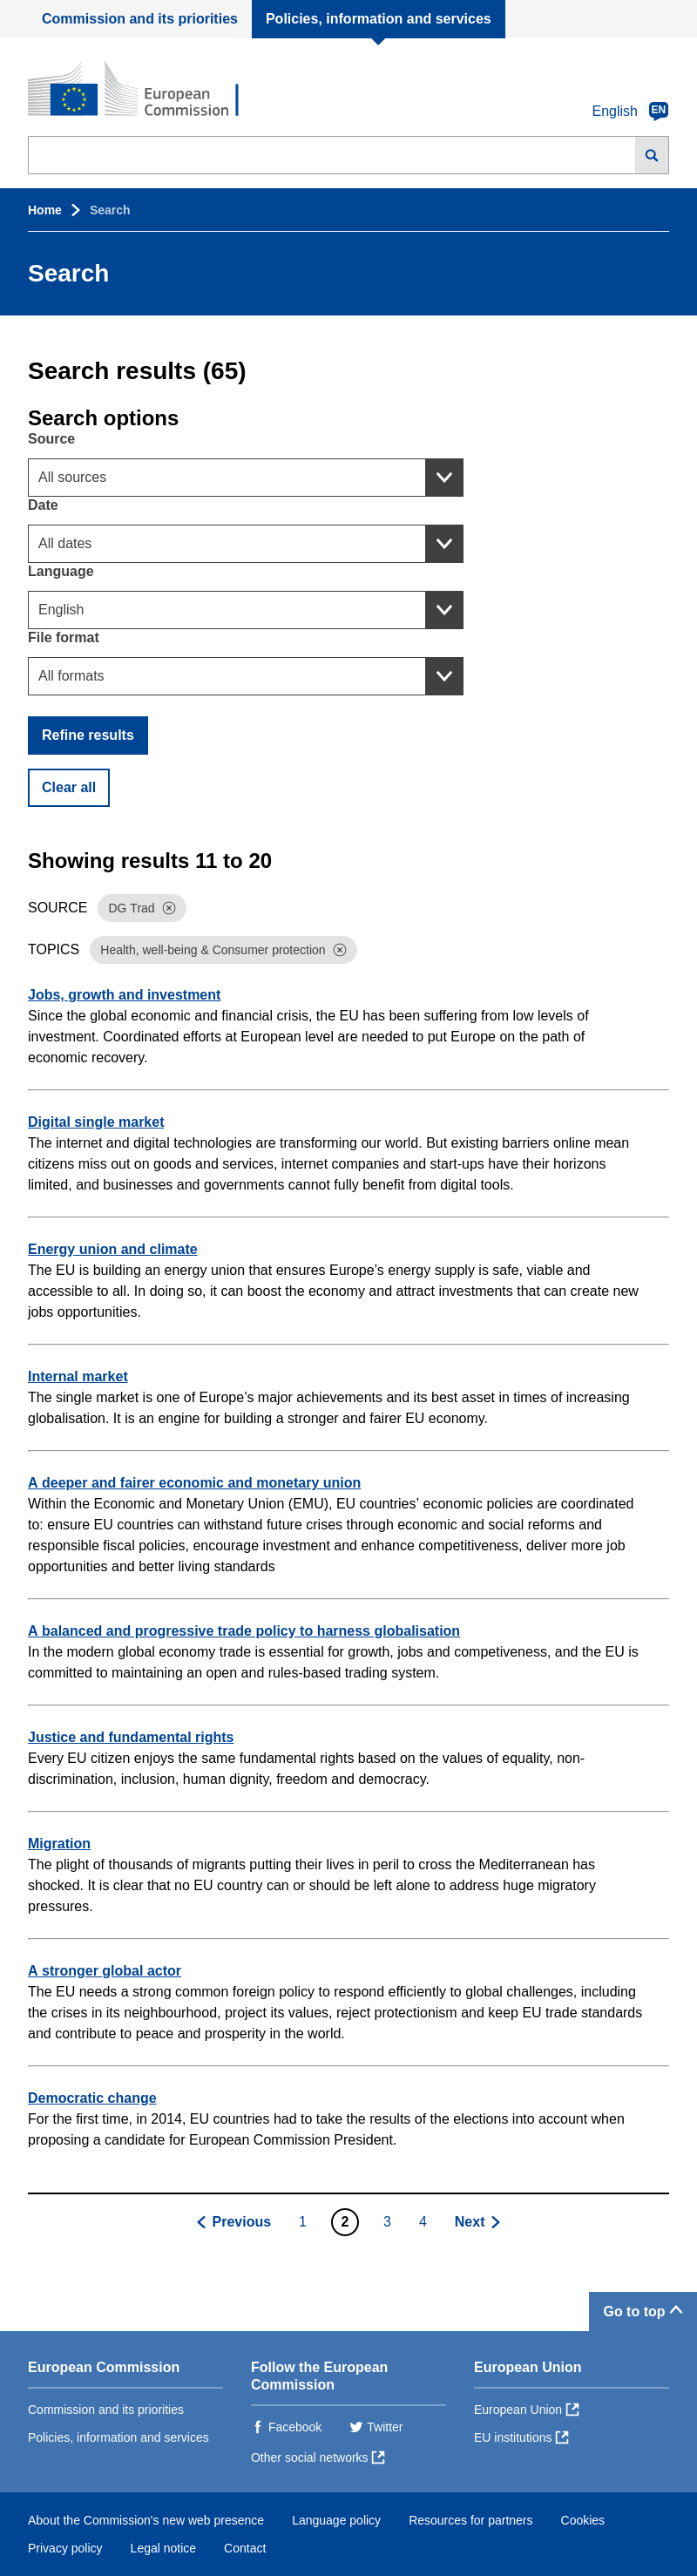 Commission and its priorities
Policies, information and services
European
Commission
English
EN
Home
Search
Search
Search results (65)
Search options
Source
All sources
Date
All dates
Language
English
File format
All formats
Refine results
Clear all
Showing results 11 to 20
SOURCE
DG Trad
TOPICS
Health, well-being & Consumer protection
Jobs, growth and investment
Since the global economic and financial crisis, the EU has been suffering from low levels of
investment. Coordinated efforts at European level are needed to put Europe on the path of
economic recovery.
Digital single market
The internet and digital technologies are transforming our world. But existing barriers online mean
citizens miss out on goods and services, internet companies and start-ups have their horizons
limited, and businesses and governments cannot fully benefit from digital tools.
Energy union and climate
The EU is building an energy union that ensures Europe’s energy supply is safe, viable and
accessible to all. In doing so, it can boost the economy and attract investments that can create new
jobs opportunities.
Internal market
The single market is one of Europe’s major achievements and its best asset in times of increasing
globalisation. It is an engine for building a stronger and fairer EU economy.
A deeper and fairer economic and monetary union
Within the Economic and Monetary Union (EMU), EU countries’ economic policies are coordinated
to: ensure EU countries can withstand future crises through economic and social reforms and
responsible fiscal policies, encourage investment and enhance competitiveness, deliver more job
opportunities and better living standards
A balanced and progressive trade policy to harness globalisation
In the modern global economy trade is essential for growth, jobs and competiveness, and the EU is
committed to maintaining an open and rules-based trading system.
Justice and fundamental rights
Every EU citizen enjoys the same fundamental rights based on the values of equality, non-
discrimination, inclusion, human dignity, freedom and democracy.
Migration
The plight of thousands of migrants putting their lives in peril to cross the Mediterranean has
shocked. It is clear that no EU country can or should be left alone to address huge migratory
pressures.
A stronger global actor
The EU needs a strong common foreign policy to respond efficiently to global challenges, including
the crises in its neighbourhood, project its values, reject protectionism and keep EU trade standards
and contribute to peace and prosperity in the world.
Democratic change
For the first time, in 2014, EU countries had to take the results of the elections into account when
proposing a candidate for European Commission President.
Previous 1 2 3 4 Next
Go to top
European Commission
Commission and its priorities
Policies, information and services
Follow the European
Commission
Facebook
Twitter
Other social networks
European Union
European Union
EU institutions
About the Commission's new web presence
Language policy
Resources for partners
Cookies
Privacy policy
Legal notice
Contact